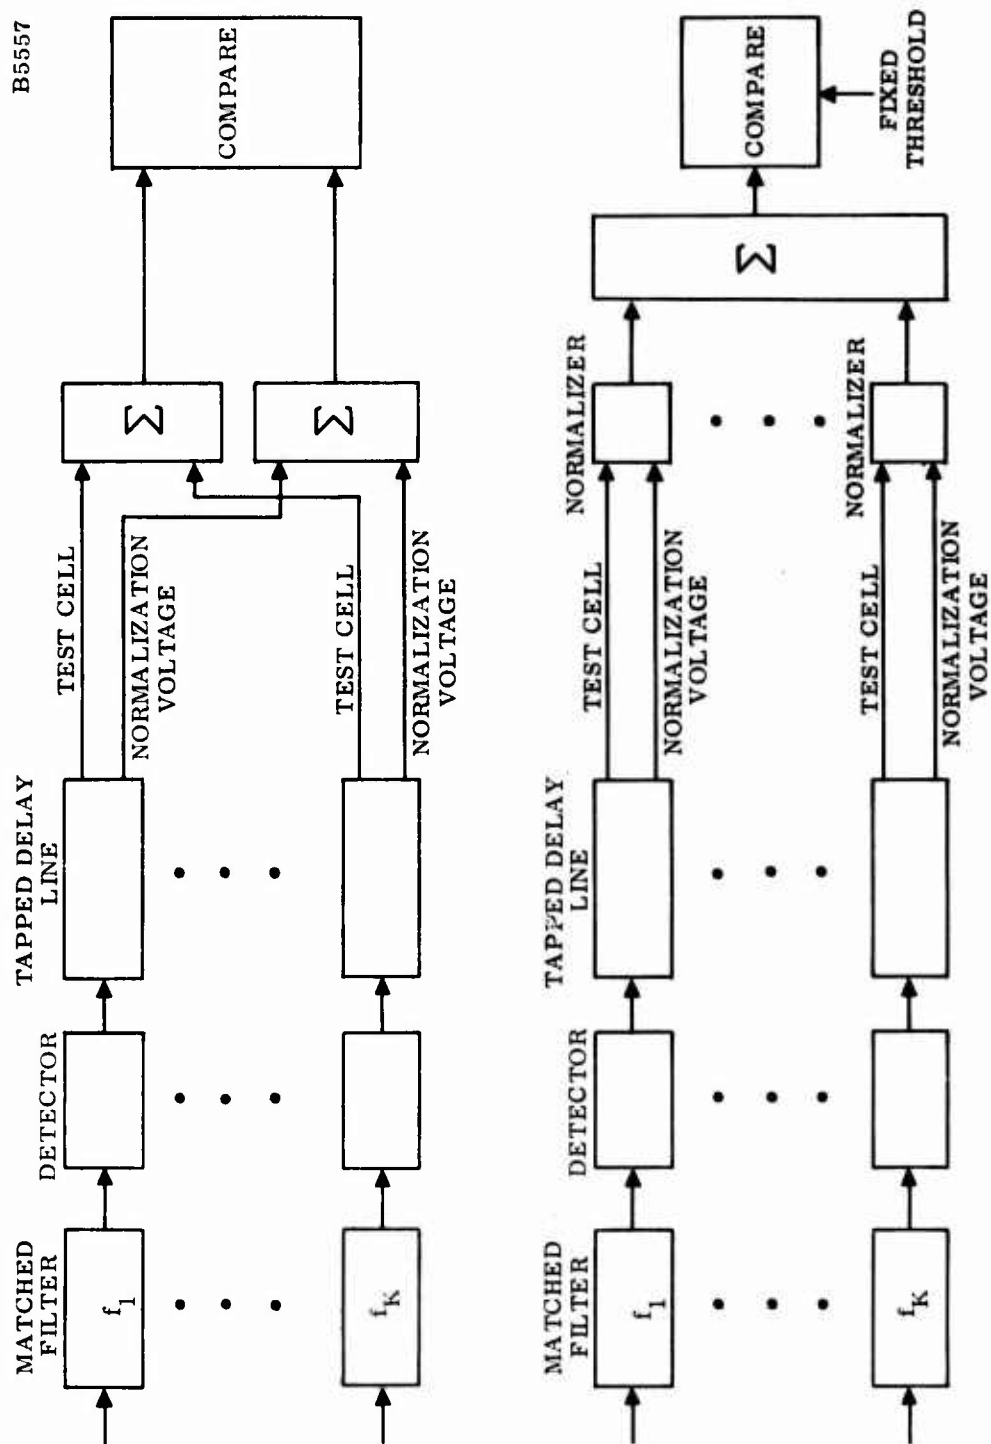 B5557
MATCHED
FILTER
DETECTOR
TAPPED DELAY
LINE
f1
TEST CELL
NORMALIZATION
VOLTAGE
Σ
COMPARE
fK
TEST CELL
NORMALIZATION
VOLTAGE
Σ
MATCHED
FILTER
DETECTOR
TAPPED DELAY
LINE
NORMALIZER
f1
TEST CELL
NORMALIZATION
VOLTAGE
Σ
COMPARE
FIXED
THRESHOLD
NORMALIZER
fK
TEST CELL
NORMALIZATION
VOLTAGE